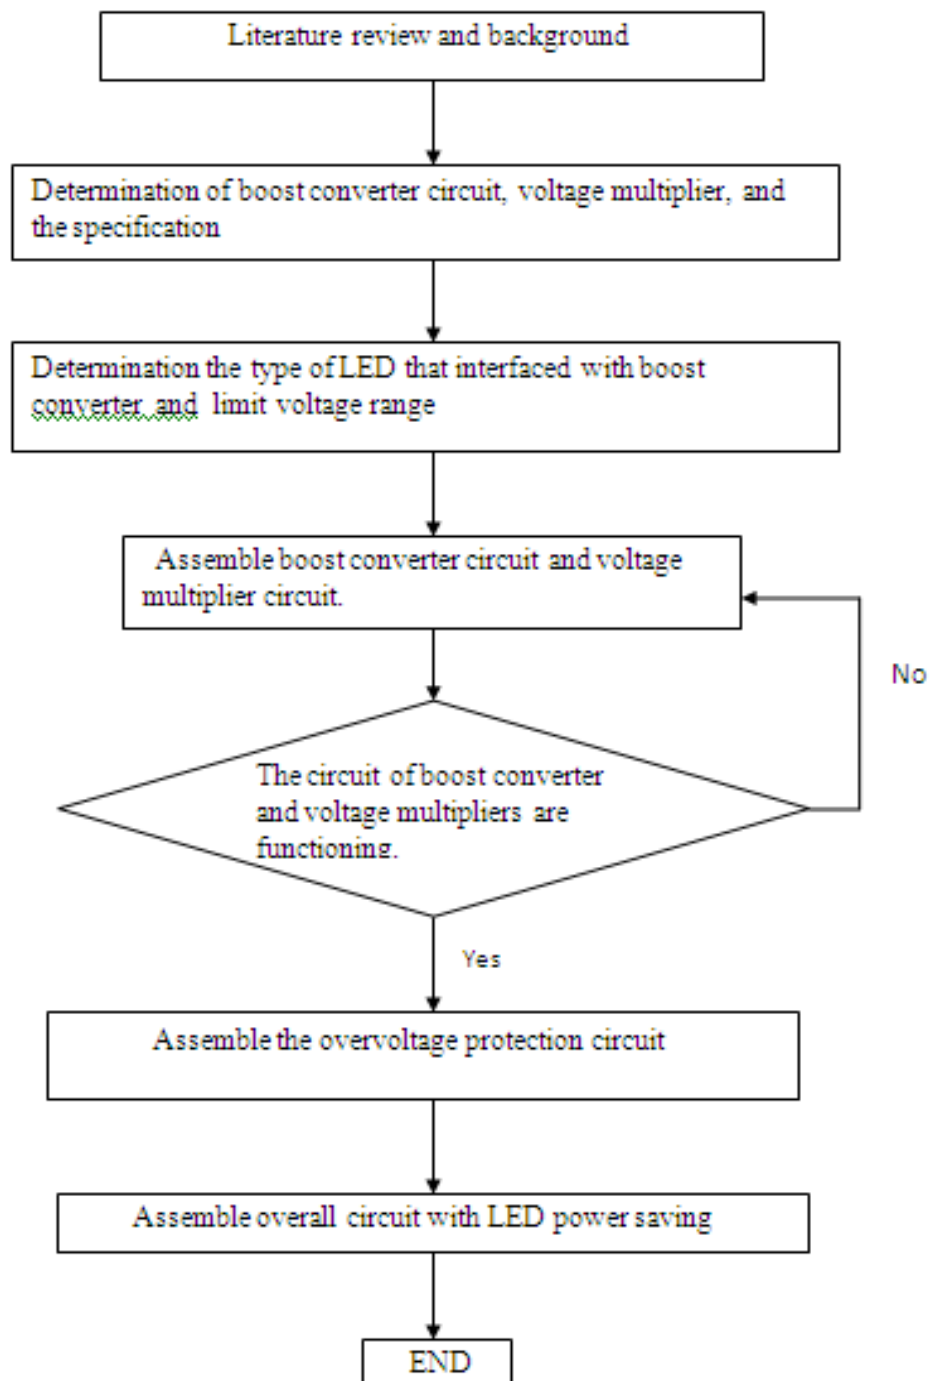 Literature review and background
Determination of boost converter circuit, voltage multiplier, and
the specification
Determination the type of LED that interfaced with boost
converter and limit voltage range
Assemble boost converter circuit and voltage
multiplier circuit.
No
The circuit of boost converter
and voltage multipliers are
functioning.
Yes
Assemble the overvoltage protection circuit
Assemble overall circuit with LED power saving
END